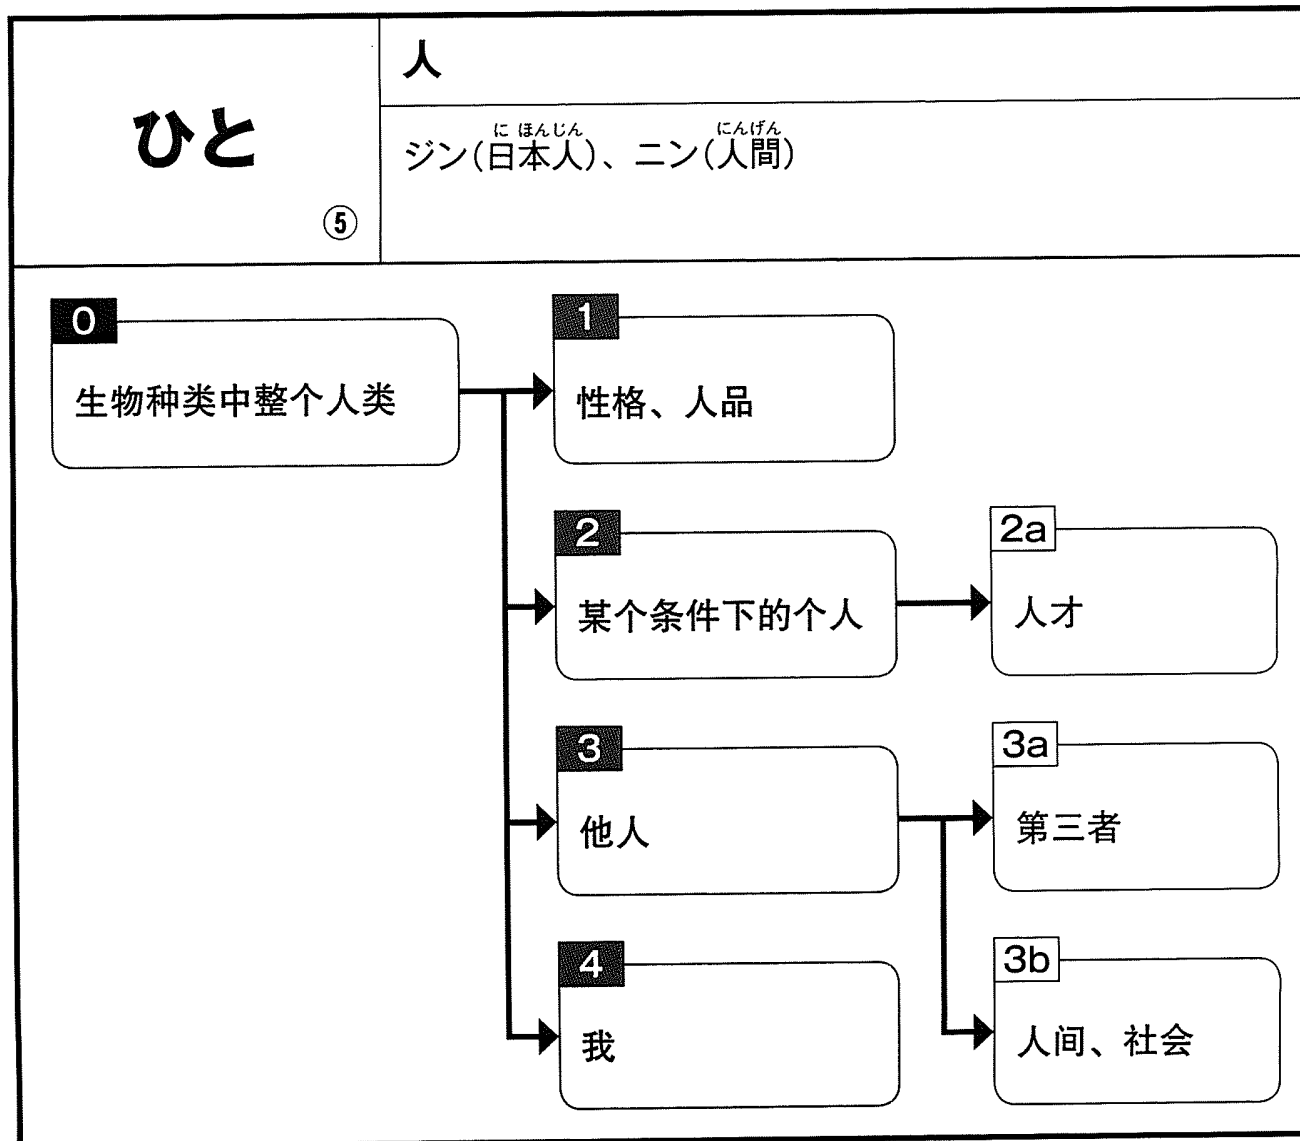 ひと
⑤
人
ジン(日本人)、ニン(人間)
に ほんじん
にんげん
0
生物种类中整个人类
1
性格、人品
2
某个条件下的个人
2a
人才
3
他人
3a
第三者
3b
人间、社会
4
我